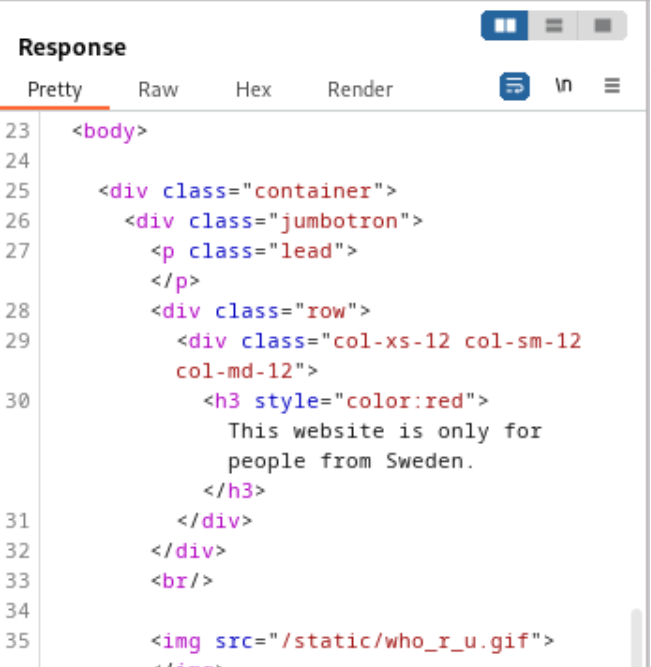 Response
Pretty Raw Hex Render \n
23 <body>
24
25 <div class="container">
26 <div class="jumbotron">
27 <p class="lead">
</p>
28 <div class="row">
29 <div class="col-xs-12 col-sm-12
col-md-12">
30 <h3 style="color:red">
This website is only for
people from Sweden.
</h3>
31 </div>
32 </div>
33 <br/>
34
35 <img src="/static/who_r_u.gif">
</img>